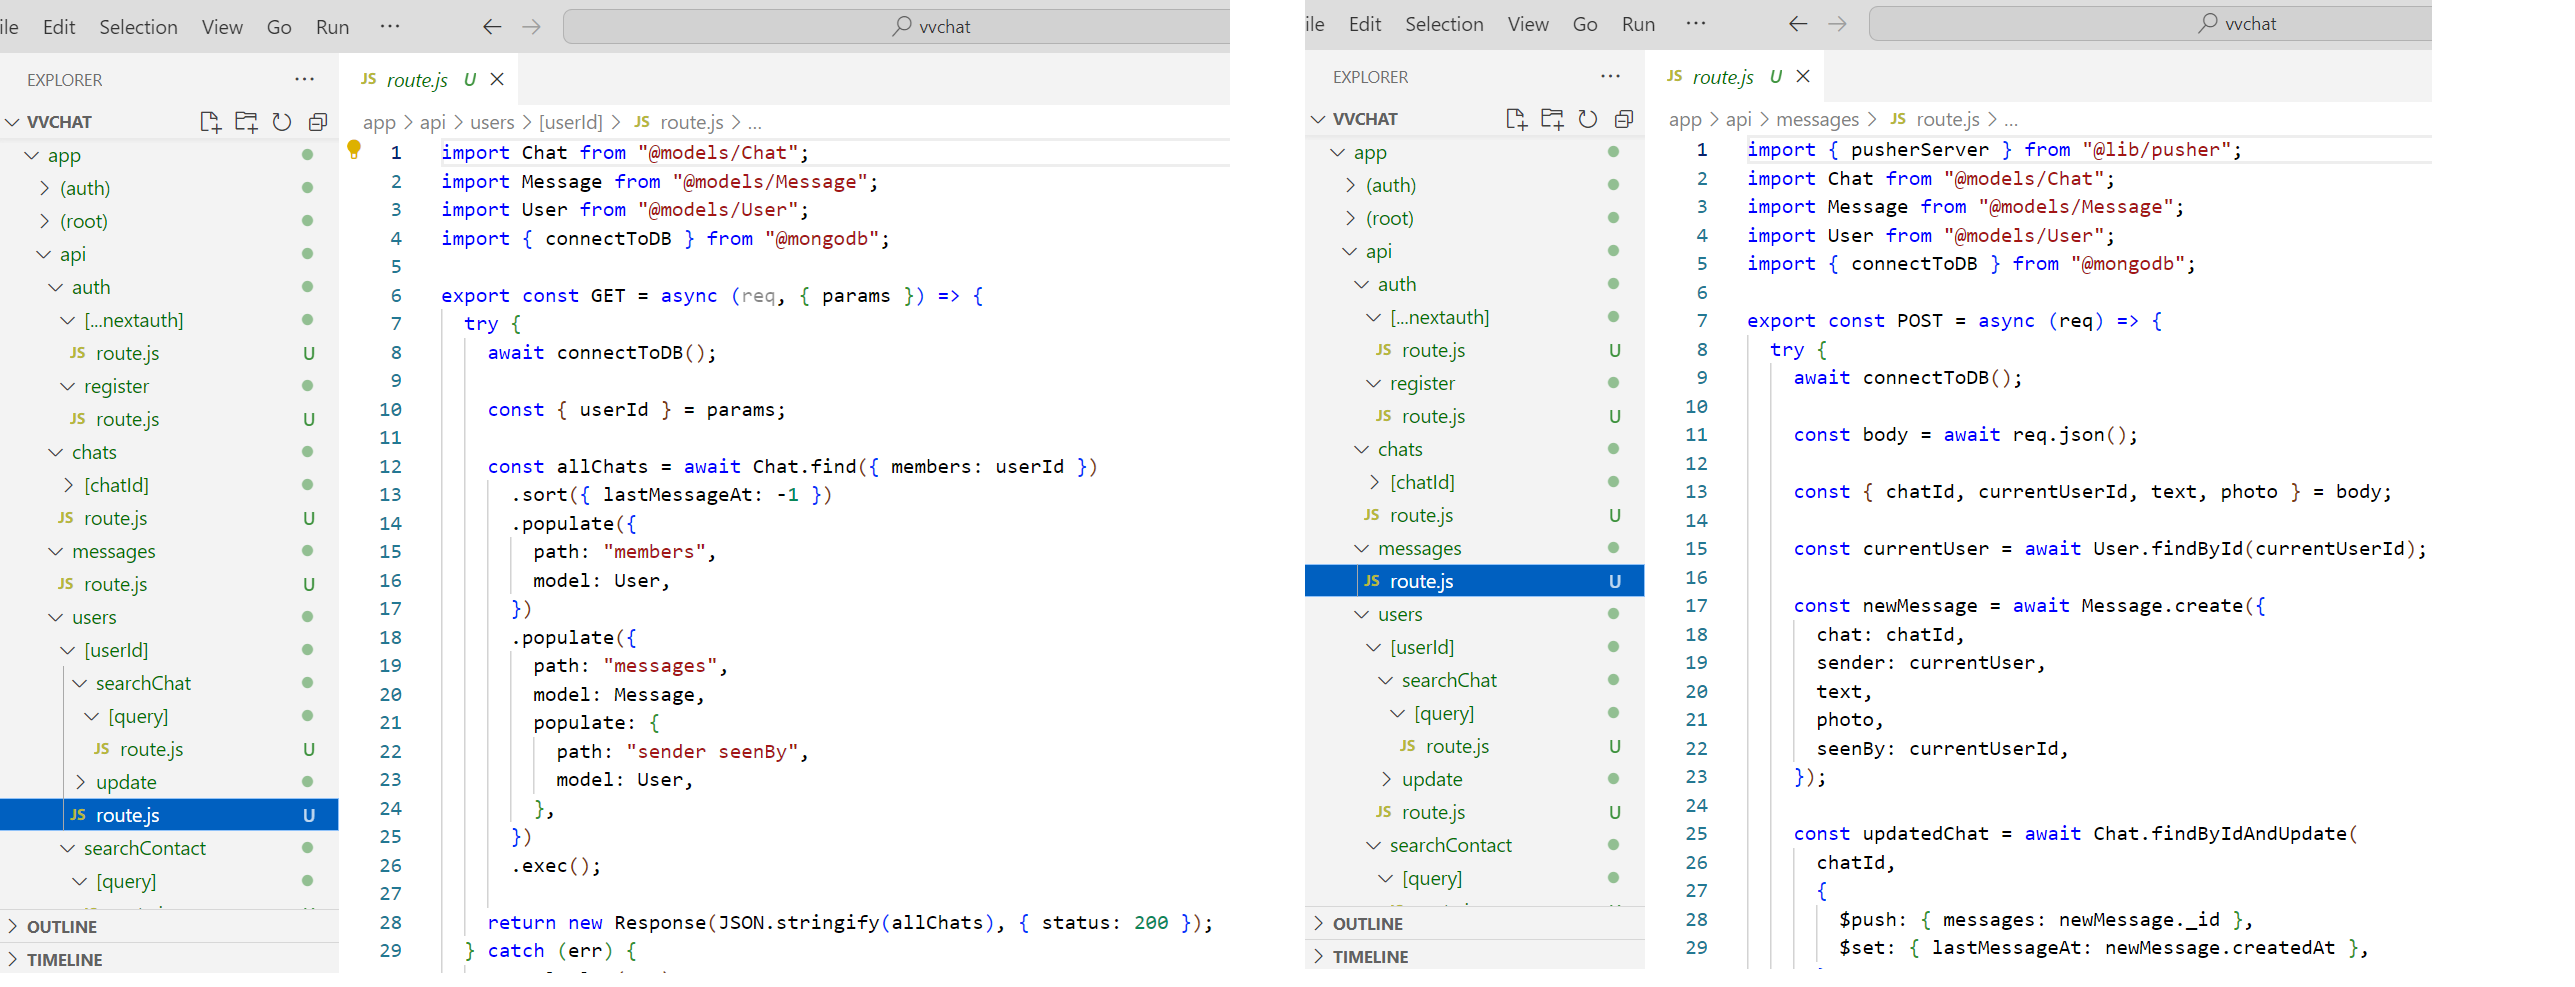 ile Edit Selection View Go Run ··· ← → vvchat
EXPLORER ···
VVCHAT
app
(auth)
(root)
api
auth
[...nextauth]
JS route.js U
register
JS route.js U
chats
[chatId]
JS route.js U
messages
JS route.js U
users
[userId]
searchChat
[query]
JS route.js U
update
JS route.js U
searchContact
[query]
OUTLINE
TIMELINE
JS route.js U ×
app > api > users > [userId] > JS route.js > ...
1 import Chat from "@models/Chat";
2 import Message from "@models/Message";
3 import User from "@models/User";
4 import { connectToDB } from "@mongodb";
5
6 export const GET = async (req, { params }) => {
7 try {
8 await connectToDB();
9
10 const { userId } = params;
11
12 const allChats = await Chat.find({ members: userId })
13 .sort({ lastMessageAt: -1 })
14 .populate({
15 path: "members",
16 model: User,
17 })
18 .populate({
19 path: "messages",
20 model: Message,
21 populate: {
22 path: "sender seenBy",
23 model: User,
24 },
25 })
26 .exec();
27
28 return new Response(JSON.stringify(allChats), { status: 200 });
29 } catch (err) {
ile Edit Selection View Go Run ··· ← → vvchat
EXPLORER ···
VVCHAT
app
(auth)
(root)
api
auth
[...nextauth]
JS route.js U
register
JS route.js U
chats
[chatId]
JS route.js U
messages
JS route.js U
users
[userId]
searchChat
[query]
JS route.js U
update
JS route.js U
searchContact
[query]
OUTLINE
TIMELINE
JS route.js U ×
app > api > messages > JS route.js > ...
1 import { pusherServer } from "@lib/pusher";
2 import Chat from "@models/Chat";
3 import Message from "@models/Message";
4 import User from "@models/User";
5 import { connectToDB } from "@mongodb";
6
7 export const POST = async (req) => {
8 try {
9 await connectToDB();
10
11 const body = await req.json();
12
13 const { chatId, currentUserId, text, photo } = body;
14
15 const currentUser = await User.findById(currentUserId);
16
17 const newMessage = await Message.create({
18 chat: chatId,
19 sender: currentUser,
20 text,
21 photo,
22 seenBy: currentUserId,
23 });
24
25 const updatedChat = await Chat.findByIdAndUpdate(
26 chatId,
27 {
28 $push: { messages: newMessage._id },
29 $set: { lastMessageAt: newMessage.createdAt },